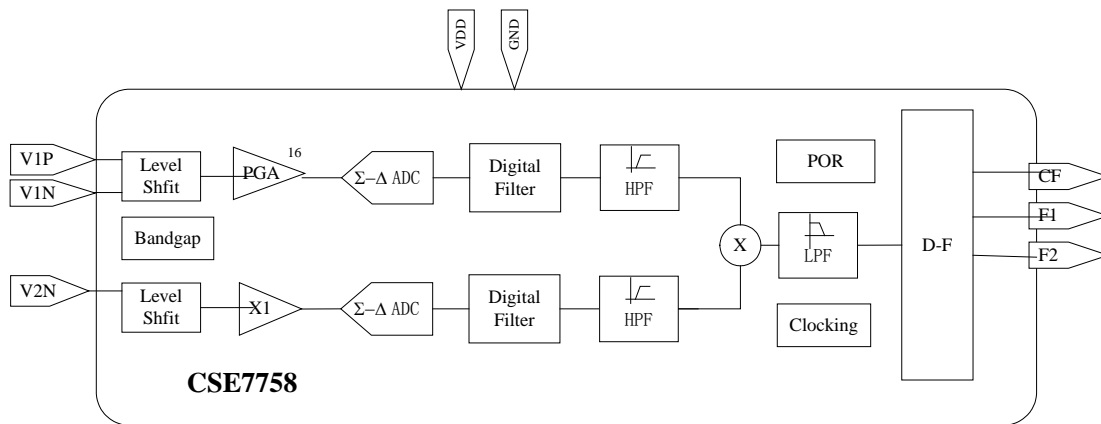 VDD
GND
V1P
V1N
Level
Shfit
PGA
16
Σ-Δ ADC
Digital
Filter
HPF
POR
CF
F1
F2
D-F
Bandgap
X
LPF
V2N
Level
Shfit
X1
Σ-Δ ADC
Digital
Filter
HPF
Clocking
CSE7758